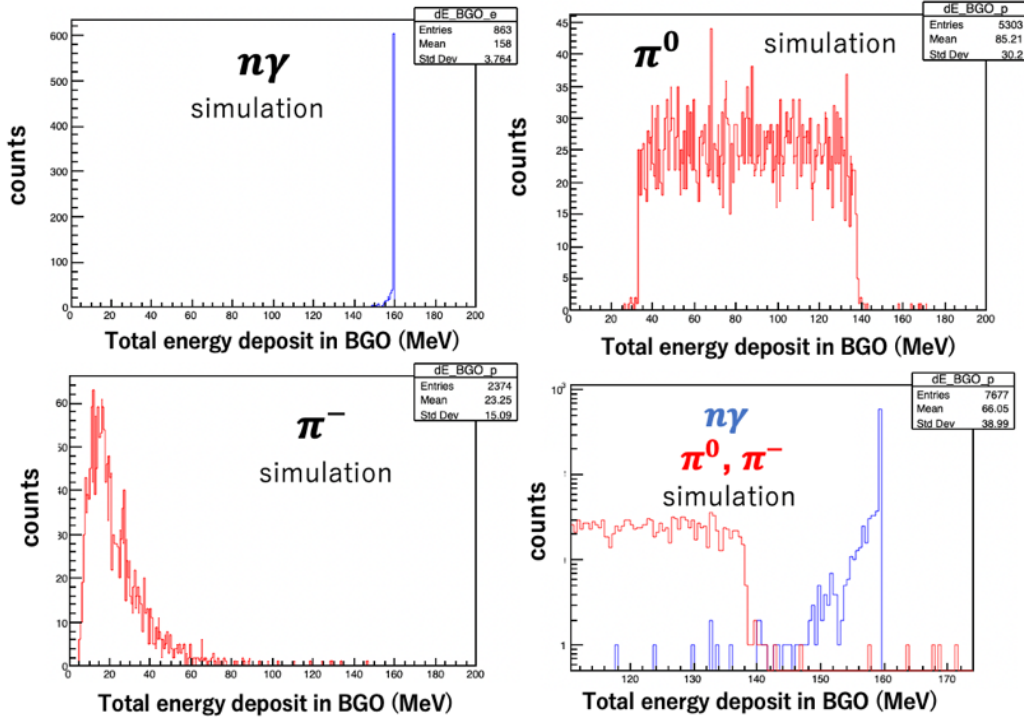 dE_BGO_e
Entries 863
Mean 158
Std Dev 3.764
nγ
simulation
counts
600
500
400
300
200
100
0
0 20 40 60 80 100 120 140 160 180 200
Total energy deposit in BGO (MeV)
dE_BGO_p
Entries 5303
Mean 85.21
Std Dev 30.2
π⁰
simulation
counts
45
40
35
30
25
20
15
10
5
0
0 20 40 60 80 100 120 140 160 180 200
Total energy deposit in BGO (MeV)
dE_BGO_p
Entries 2374
Mean 23.25
Std Dev 15.09
π⁻
simulation
counts
60
50
40
30
20
10
0
0 20 40 60 80 100 120 140 160 180 200
Total energy deposit in BGO (MeV)
dE_BGO_p
Entries 7677
Mean 66.05
Std Dev 38.99
nγ
π⁰, π⁻
simulation
counts
10³
1
120 130 140 150 160 170
Total energy deposit in BGO (MeV)